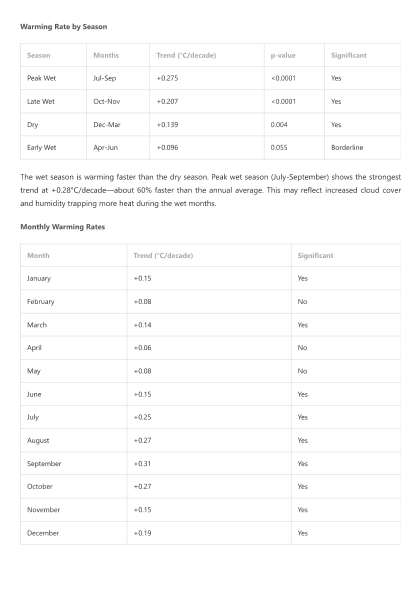 Warming Rate by Season
Season Months Trend (°C/decade) p-value Significant
Peak Wet Jul-Sep +0.275 <0.0001 Yes
Late Wet Oct-Nov +0.207 <0.0001 Yes
Dry Dec-Mar +0.139 0.004 Yes
Early Wet Apr-Jun +0.096 0.055 Borderline
The wet season is warming faster than the dry season. Peak wet season (July-September) shows the strongest
trend at +0.28°C/decade—about 60% faster than the annual average. This may reflect increased cloud cover
and humidity trapping more heat during the wet months.
Monthly Warming Rates
Month Trend (°C/decade) Significant
January +0.15 Yes
February +0.08 No
March +0.14 Yes
April +0.06 No
May +0.08 No
June +0.15 Yes
July +0.25 Yes
August +0.27 Yes
September +0.31 Yes
October +0.27 Yes
November +0.15 Yes
December +0.19 Yes